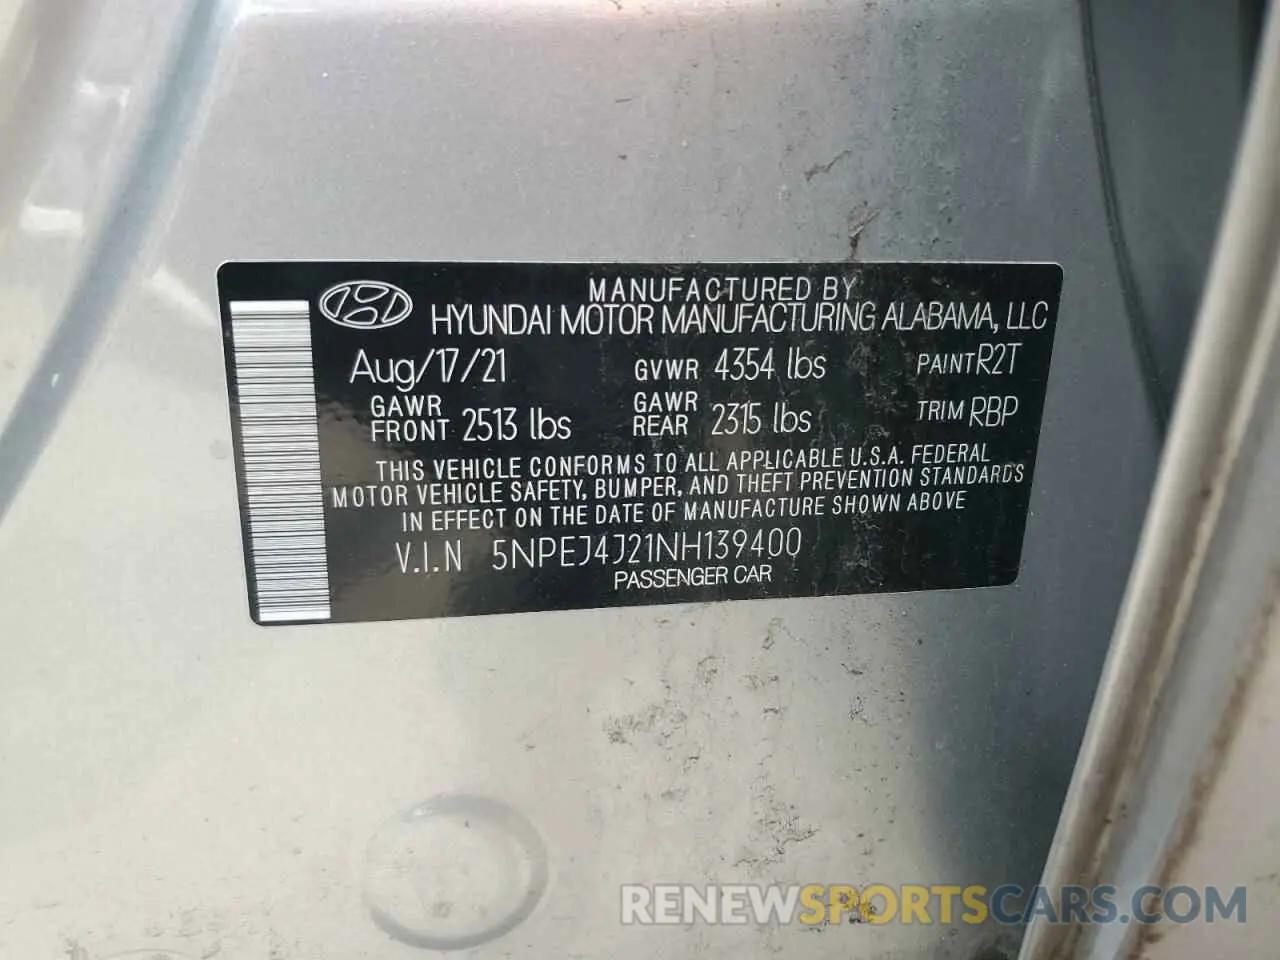 MANUFACTURED BY
HYUNDAI MOTOR MANUFACTURING ALABAMA, LLC
Aug/17/21 GVWR 4354 lbs PAINT R2T
GAWR FRONT 2513 lbs GAWR REAR 2315 lbs TRIM RBP
THIS VEHICLE CONFORMS TO ALL APPLICABLE U.S.A. FEDERAL
MOTOR VEHICLE SAFETY, BUMPER, AND THEFT PREVENTION STANDARDS
IN EFFECT ON THE DATE OF MANUFACTURE SHOWN ABOVE
V.I.N 5NPEJ4J21NH139400
PASSENGER CAR
RENEWSPORTSCARS.COM